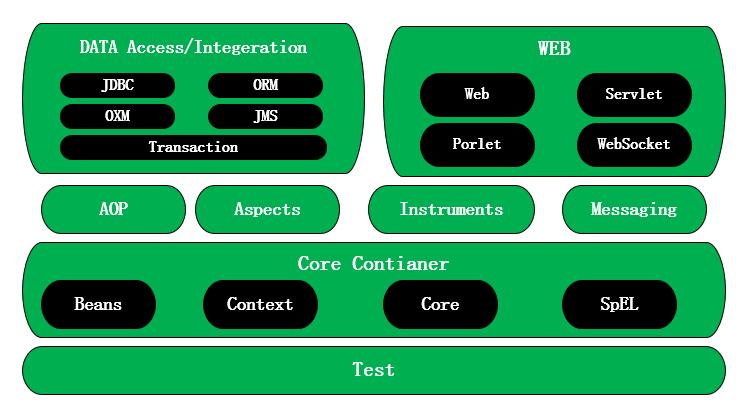 DATA Access/Integeration
JDBC
ORM
OXM
JMS
Transaction
WEB
Web
Servlet
Porlet
WebSocket
AOP
Aspects
Instruments
Messaging
Core Contianer
Beans
Context
Core
SpEL
Test